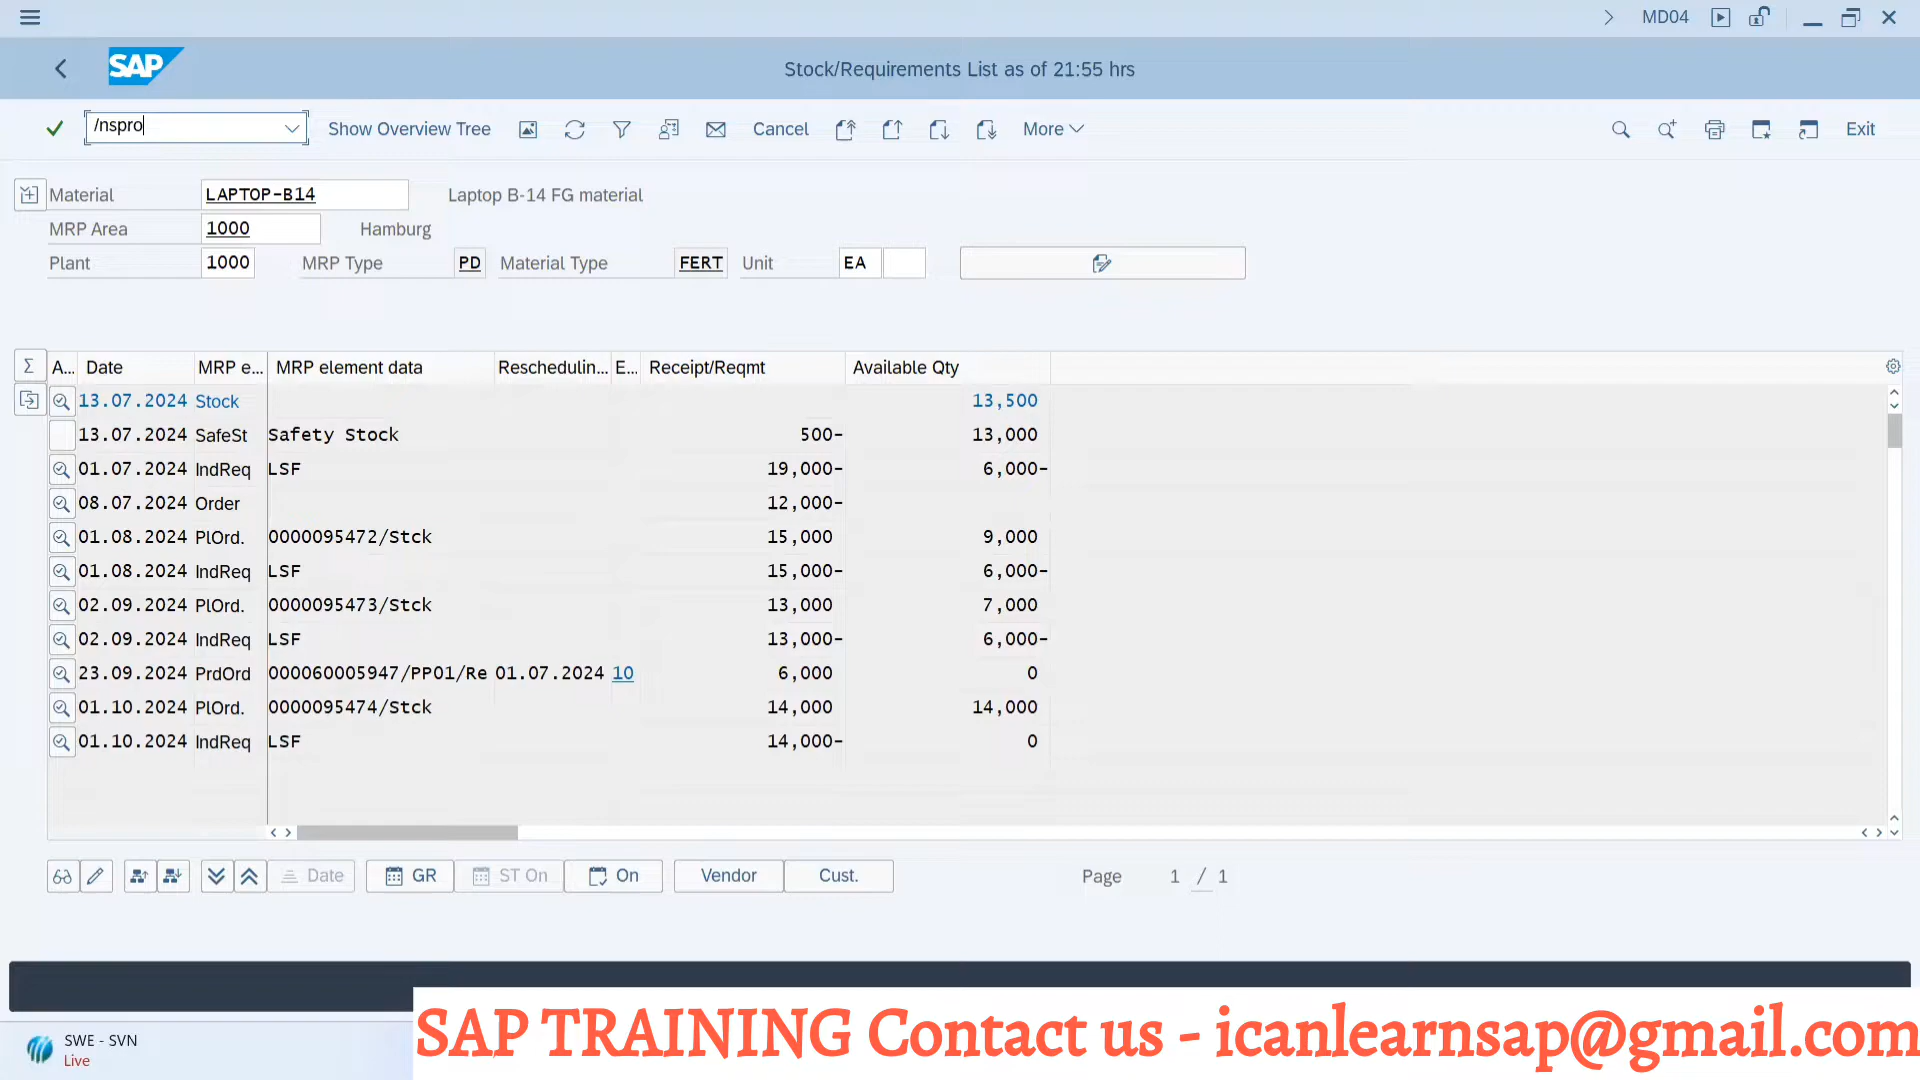 MD04
SAP
Stock/Requirements List as of 21:55 hrs
/nspro
Show Overview Tree
Cancel
More
Exit
Material LAPTOP-B14 Laptop B-14 FG material
MRP Area 1000 Hamburg
Plant 1000 MRP Type PD Material Type FERT Unit EA
A... Date MRP e... MRP element data Reschedulin... E... Receipt/Reqmt Available Qty
13.07.2024 Stock 13,500
13.07.2024 SafeSt Safety Stock 500- 13,000
01.07.2024 IndReq LSF 19,000- 6,000-
08.07.2024 Order 12,000-
01.08.2024 PlOrd. 0000095472/Stck 15,000 9,000
01.08.2024 IndReq LSF 15,000- 6,000-
02.09.2024 PlOrd. 0000095473/Stck 13,000 7,000
02.09.2024 IndReq LSF 13,000- 6,000-
23.09.2024 PrdOrd 000060005947/PP01/Re 01.07.2024 10 6,000 0
01.10.2024 PlOrd. 0000095474/Stck 14,000 14,000
01.10.2024 IndReq LSF 14,000- 0
Date GR ST On On Vendor Cust. Page 1 / 1
SAP TRAINING Contact us - icanlearnsap@gmail.com
SWE - SVN
Live